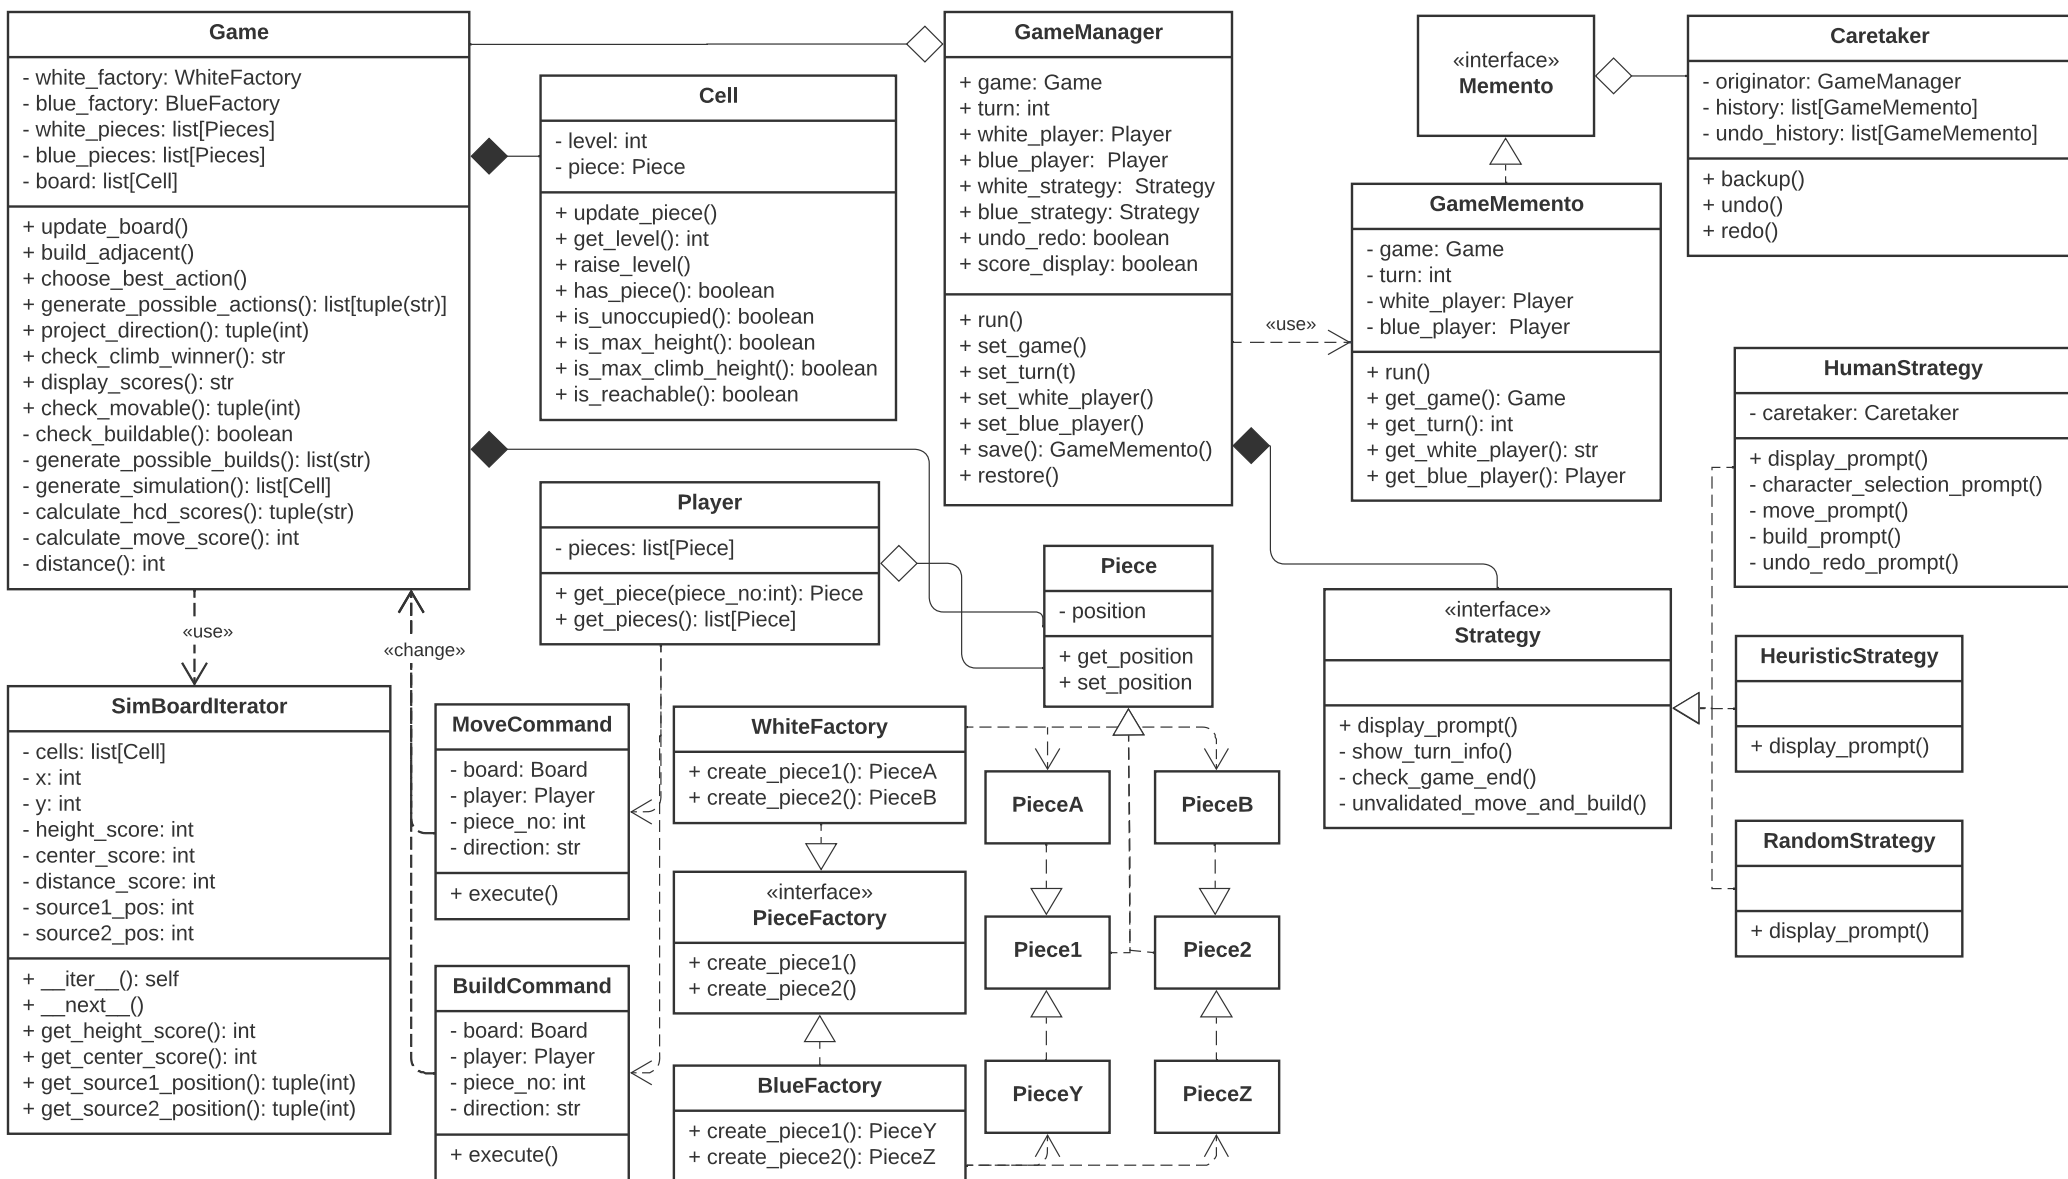 Game
- white_factory: WhiteFactory
- blue_factory: BlueFactory
- white_pieces: list[Pieces]
- blue_pieces: list[Pieces]
- board: list[Cell]
+ update_board()
+ build_adjacent()
+ choose_best_action()
+ generate_possible_actions(): list[tuple(str)]
+ project_direction(): tuple(int)
+ check_climb_winner(): str
+ display_scores(): str
+ check_movable(): tuple(int)
- check_buildable(): boolean
- generate_possible_builds(): list(str)
- generate_simulation(): list[Cell]
- calculate_hcd_scores(): tuple(str)
- calculate_move_score(): int
- distance(): int
Cell
- level: int
- piece: Piece
+ update_piece()
+ get_level(): int
+ raise_level()
+ has_piece(): boolean
+ is_unoccupied(): boolean
+ is_max_height(): boolean
+ is_max_climb_height(): boolean
+ is_reachable(): boolean
GameManager
+ game: Game
+ turn: int
+ white_player: Player
+ blue_player:  Player
+ white_strategy:  Strategy
+ blue_strategy: Strategy
+ undo_redo: boolean
+ score_display: boolean
+ run()
+ set_game()
+ set_turn(t)
+ set_white_player()
+ set_blue_player()
+ save(): GameMemento()
+ restore()
«interface»
Memento
Caretaker
- originator: GameManager
- history: list[GameMemento]
- undo_history: list[GameMemento]
+ backup()
+ undo()
+ redo()
«use»
GameMemento
- game: Game
- turn: int
- white_player: Player
- blue_player:  Player
+ run()
+ get_game(): Game
+ get_turn(): int
+ get_white_player(): str
+ get_blue_player(): Player
HumanStrategy
- caretaker: Caretaker
+ display_prompt()
- character_selection_prompt()
- move_prompt()
- build_prompt()
- undo_redo_prompt()
Player
- pieces: list[Piece]
+ get_piece(piece_no:int): Piece
+ get_pieces(): list[Piece]
Piece
- position
+ get_position
+ set_position
«interface»
Strategy
+ display_prompt()
- show_turn_info()
- check_game_end()
- unvalidated_move_and_build()
HeuristicStrategy
+ display_prompt()
RandomStrategy
+ display_prompt()
«use»
«change»
SimBoardIterator
- cells: list[Cell]
- x: int
- y: int
- height_score: int
- center_score: int
- distance_score: int
- source1_pos: int
- source2_pos: int
+ __iter__(): self
+ __next__()
+ get_height_score(): int
+ get_center_score(): int
+ get_source1_position(): tuple(int)
+ get_source2_position(): tuple(int)
MoveCommand
- board: Board
- player: Player
- piece_no: int
- direction: str
+ execute()
BuildCommand
- board: Board
- player: Player
- piece_no: int
- direction: str
+ execute()
WhiteFactory
+ create_piece1(): PieceA
+ create_piece2(): PieceB
«interface»
PieceFactory
+ create_piece1()
+ create_piece2()
BlueFactory
+ create_piece1(): PieceY
+ create_piece2(): PieceZ
PieceA
PieceB
Piece1
Piece2
PieceY
PieceZ